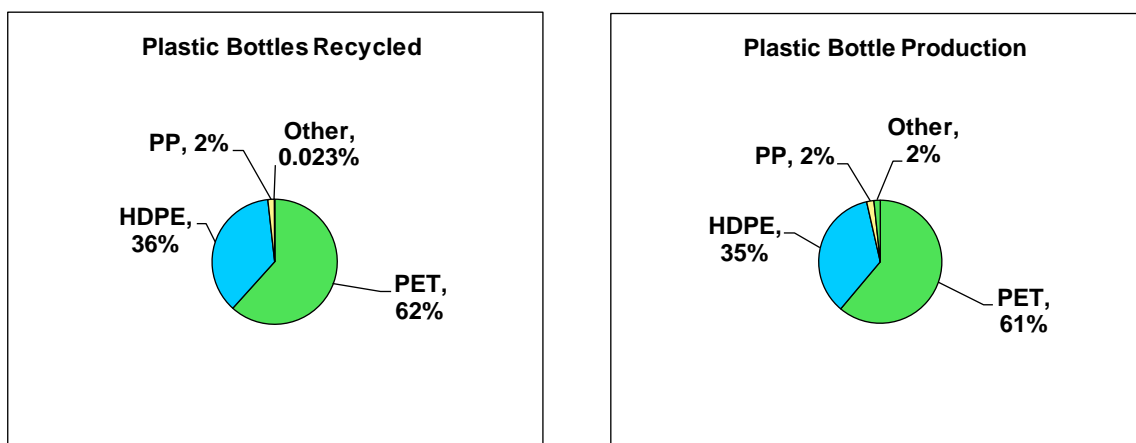 Plastic Bottles Recycled
Other,
0.023%
PP, 2%
HDPE,
36%
PET,
62%
Plastic Bottle Production
Other,
2%
PP, 2%
HDPE,
35%
PET,
61%